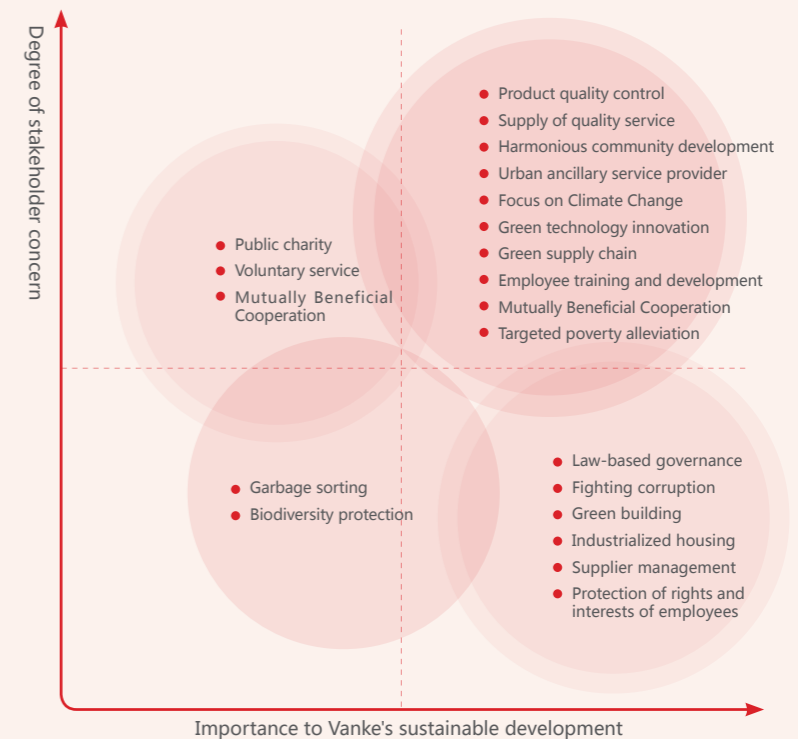 Degree of stakeholder concern
Product quality control
Supply of quality service
Harmonious community development
Urban ancillary service provider
Focus on Climate Change
Green technology innovation
Green supply chain
Employee training and development
Mutually Beneficial Cooperation
Targeted poverty alleviation
Public charity
Voluntary service
Mutually Beneficial
Cooperation
Garbage sorting
Biodiversity protection
Law-based governance
Fighting corruption
Green building
Industrialized housing
Supplier management
Protection of rights and
interests of employees
Importance to Vanke's sustainable development